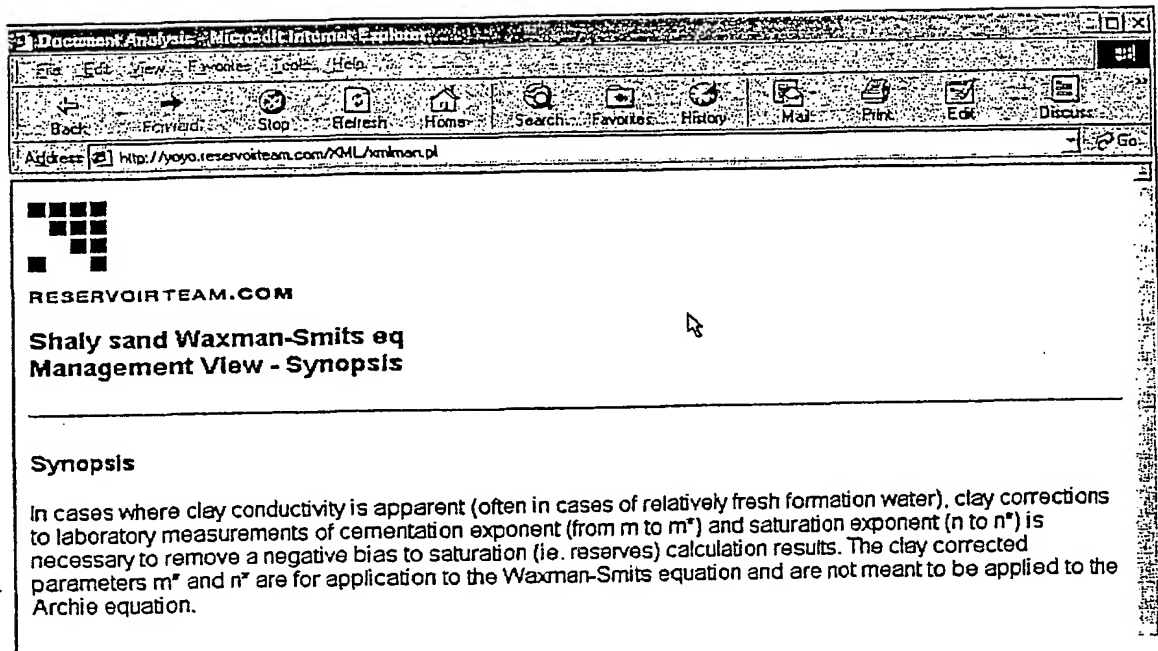 Document Analysis - Microsoft Internet Explorer
File Edit View Favorites Tools Help
Back Forward Stop Refresh Home Search Favorites History Mail Print Edit Discuss
Address http://yoyo.reservoirteam.com/XML/xmlman.pl Go
RESERVOIRTEAM.COM
Shaly sand Waxman-Smits eq
Management View - Synopsis
Synopsis
In cases where clay conductivity is apparent (often in cases of relatively fresh formation water), clay corrections
to laboratory measurements of cementation exponent (from m to m*) and saturation exponent (n to n*) is
necessary to remove a negative bias to saturation (ie. reserves) calculation results. The clay corrected
parameters m* and n* are for application to the Waxman-Smits equation and are not meant to be applied to the
Archie equation.